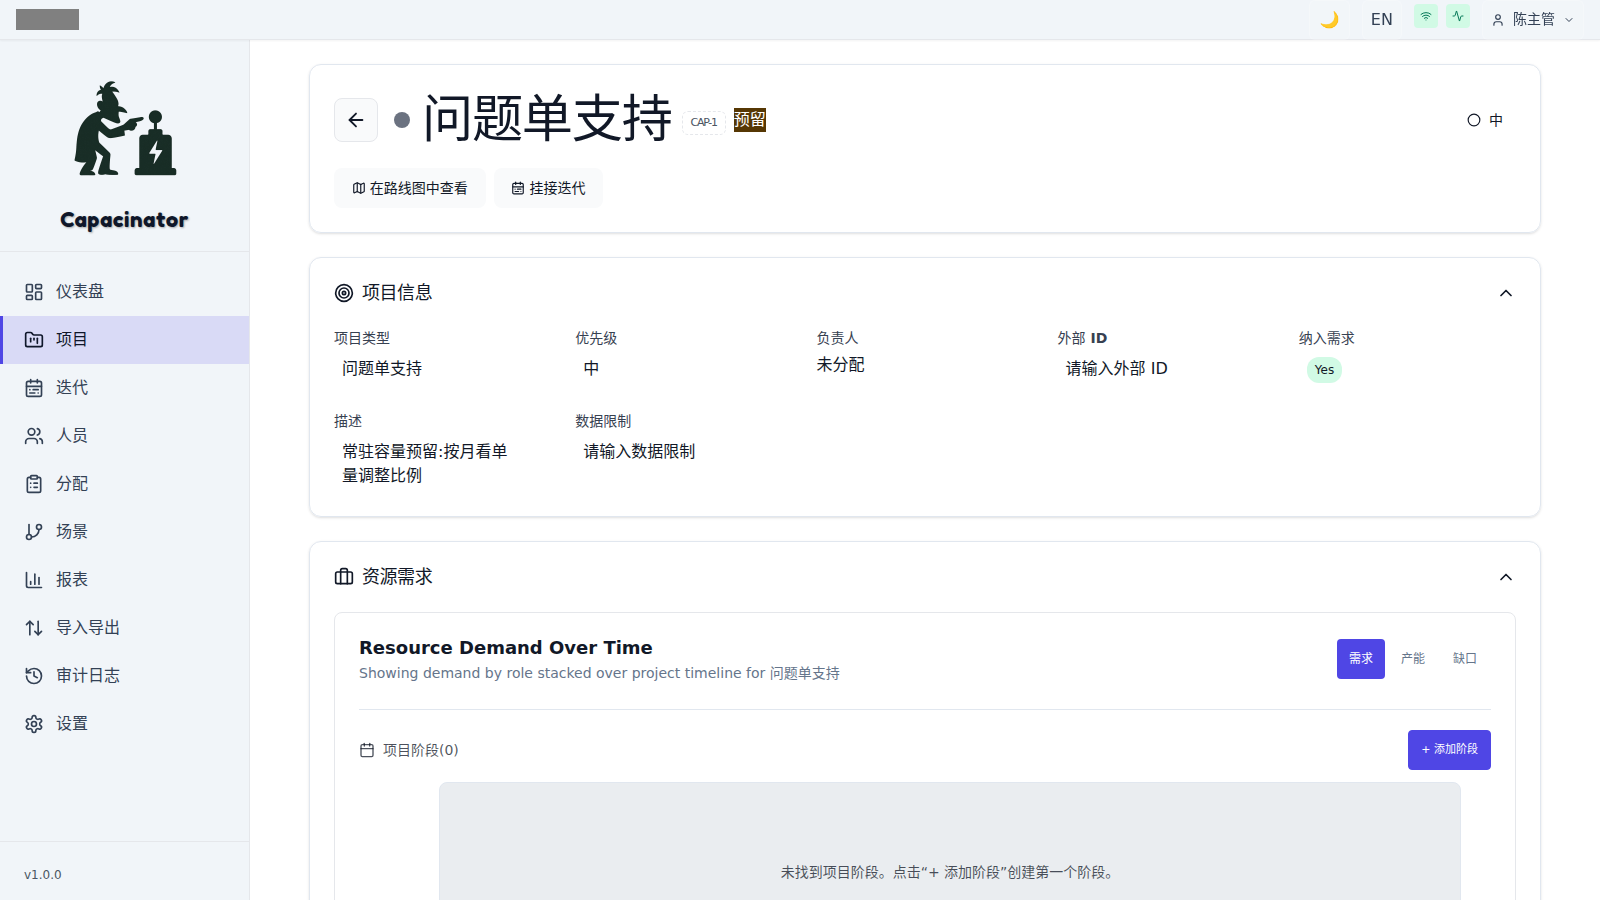 EN
陈主管
Capacinator
仪表盘
项目
迭代
人员
分配
场景
报表
导入导出
审计日志
设置
v1.0.0
问题单支持
CAP-1
预留
中
在路线图中查看
挂接迭代
项目信息
项目类型
优先级
负责人
外部 ID
纳入需求
问题单支持
中
未分配
请输入外部 ID
Yes
描述
数据限制
常驻容量预留:按月看单
量调整比例
请输入数据限制
资源需求
Resource Demand Over Time
Showing demand by role stacked over project timeline for 问题单支持
需求
产能
缺口
项目阶段(0)
+ 添加阶段
未找到项目阶段。点击“+ 添加阶段”创建第一个阶段。